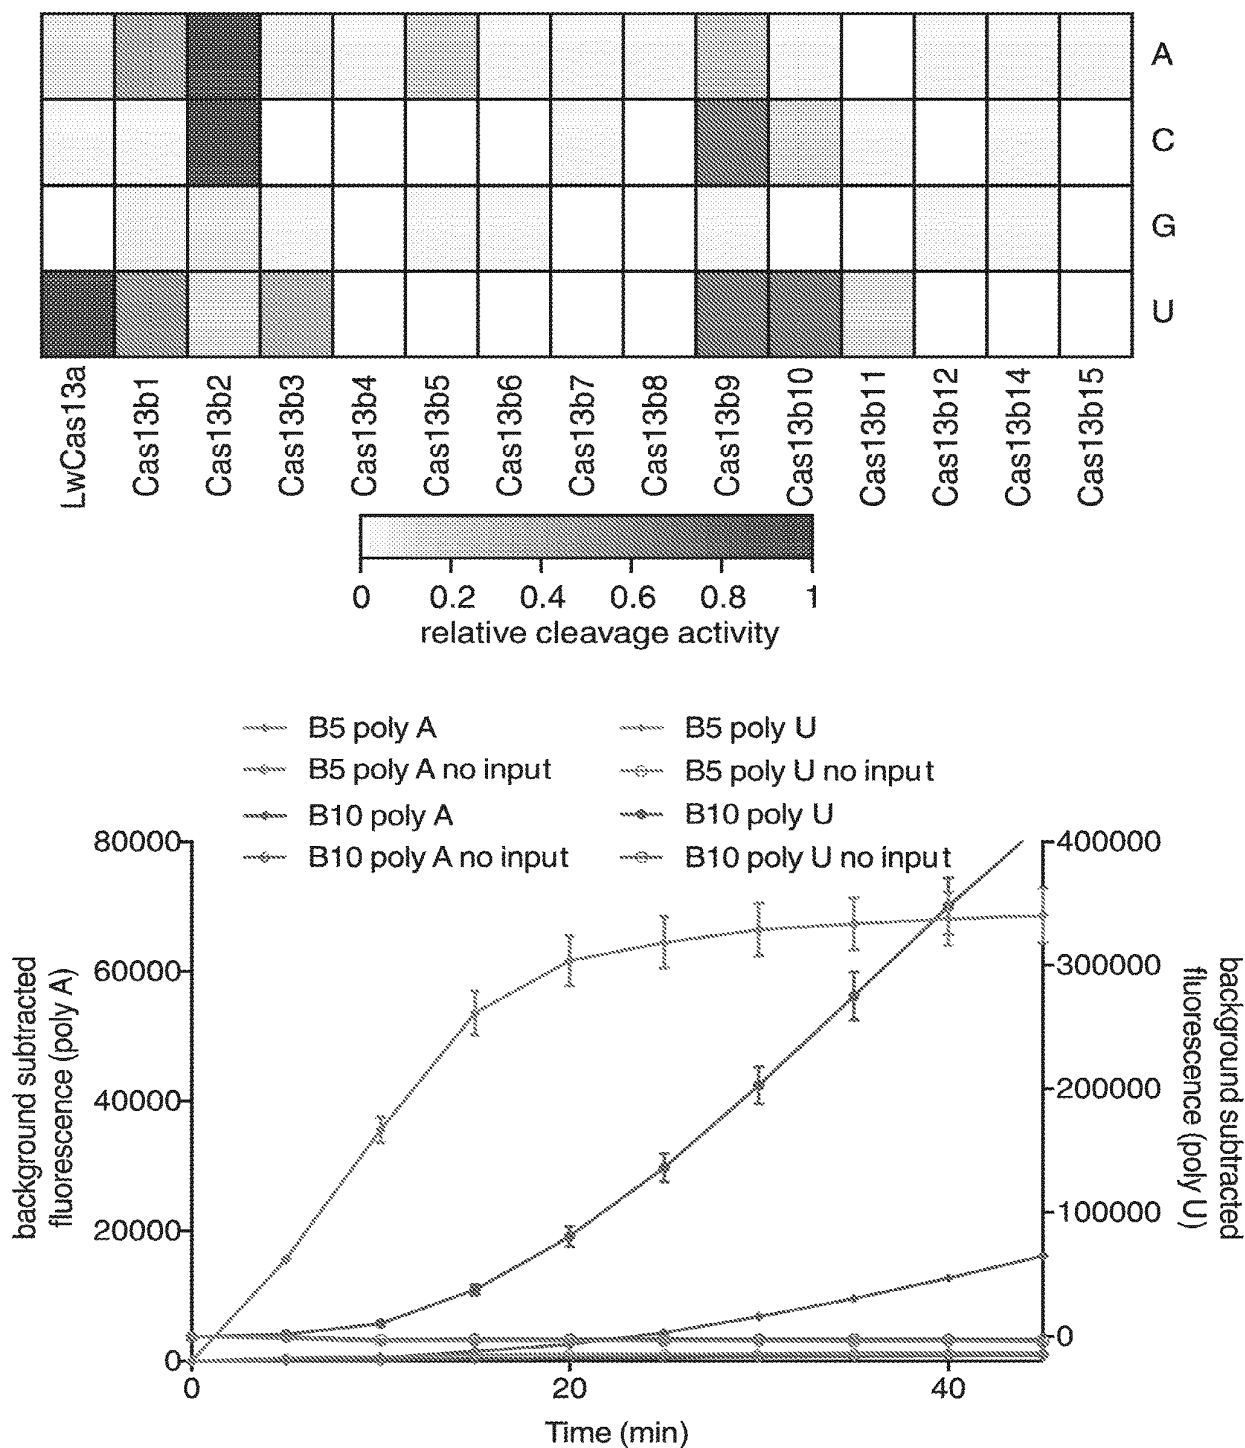 A
C
G
U
LwCas13a
Cas13b1
Cas13b2
Cas13b3
Cas13b4
Cas13b5
Cas13b6
Cas13b7
Cas13b8
Cas13b9
Cas13b10
Cas13b11
Cas13b12
Cas13b14
Cas13b15
0 0.2 0.4 0.6 0.8 1
relative cleavage activity
B5 poly A
B5 poly A no input
B10 poly A
B10 poly A no input
B5 poly U
B5 poly U no input
B10 poly U
B10 poly U no input
80000
60000
40000
20000
0
background subtracted
fluorescence (poly A)
400000
300000
200000
100000
0
background subtracted
fluorescence (poly U)
0 20 40
Time (min)